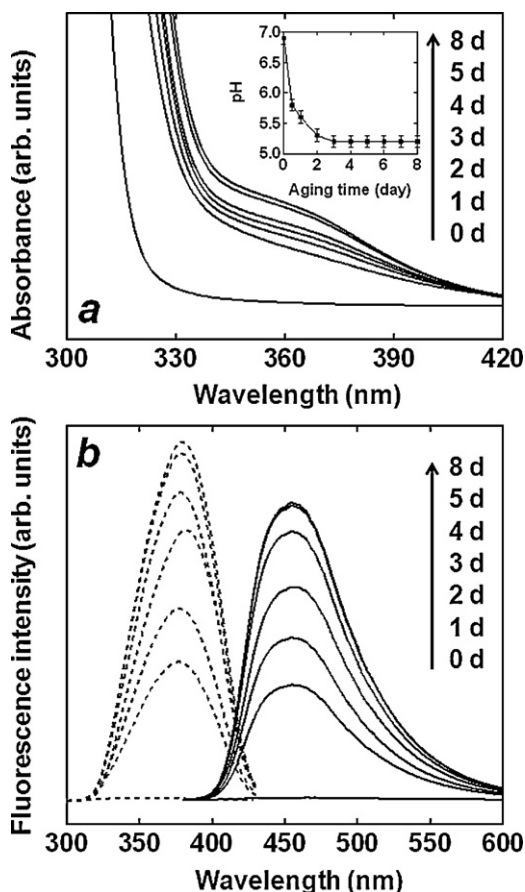 a
Absorbance (arb. units)
7.0
6.5
6.0
5.5
5.0
pH
0 2 4 6 8
Aging time (day)
8 d
5 d
4 d
3 d
2 d
1 d
0 d
300 330 360 390 420
Wavelength (nm)
b
Fluorescence intensity (arb. units)
8 d
5 d
4 d
3 d
2 d
1 d
0 d
300 350 400 450 500 550 600
Wavelength (nm)